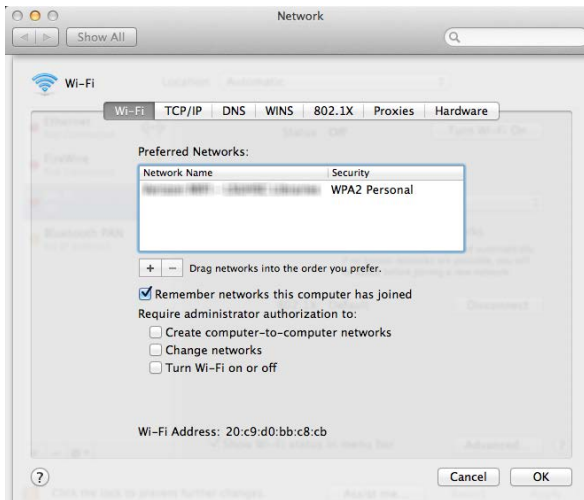 Network
Show All
Wi-Fi
Wi-Fi TCP/IP DNS WINS 802.1X Proxies Hardware
Preferred Networks:
Network Name Security
WPA2 Personal
+ − Drag networks into the order you prefer.
Remember networks this computer has joined
Require administrator authorization to:
Create computer-to-computer networks
Change networks
Turn Wi-Fi on or off
Wi-Fi Address: 20:c9:d0:bb:c8:cb
? Cancel OK